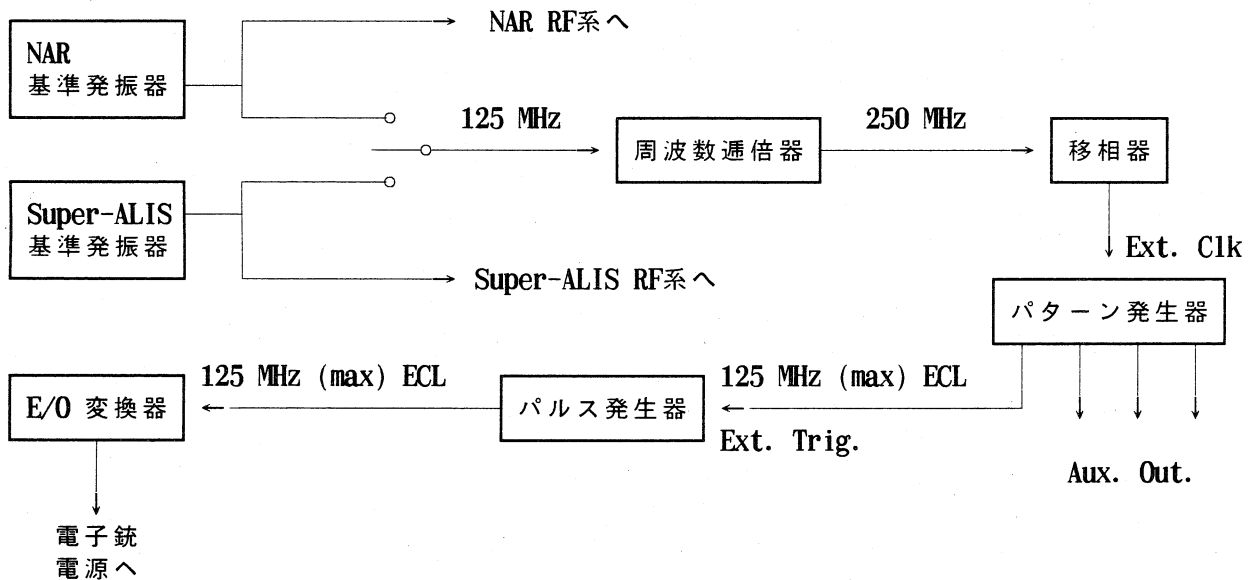 NAR RF系へ
NAR
基準発振器
125 MHz
250 MHz
周波数逓倍器
移相器
Super-ALIS
基準発振器
Ext. Clk
Super-ALIS RF系へ
パターン発生器
125 MHz (max) ECL
125 MHz (max) ECL
E/O 変換器
パルス発生器
Ext. Trig.
Aux. Out.
電子銃
電源へ